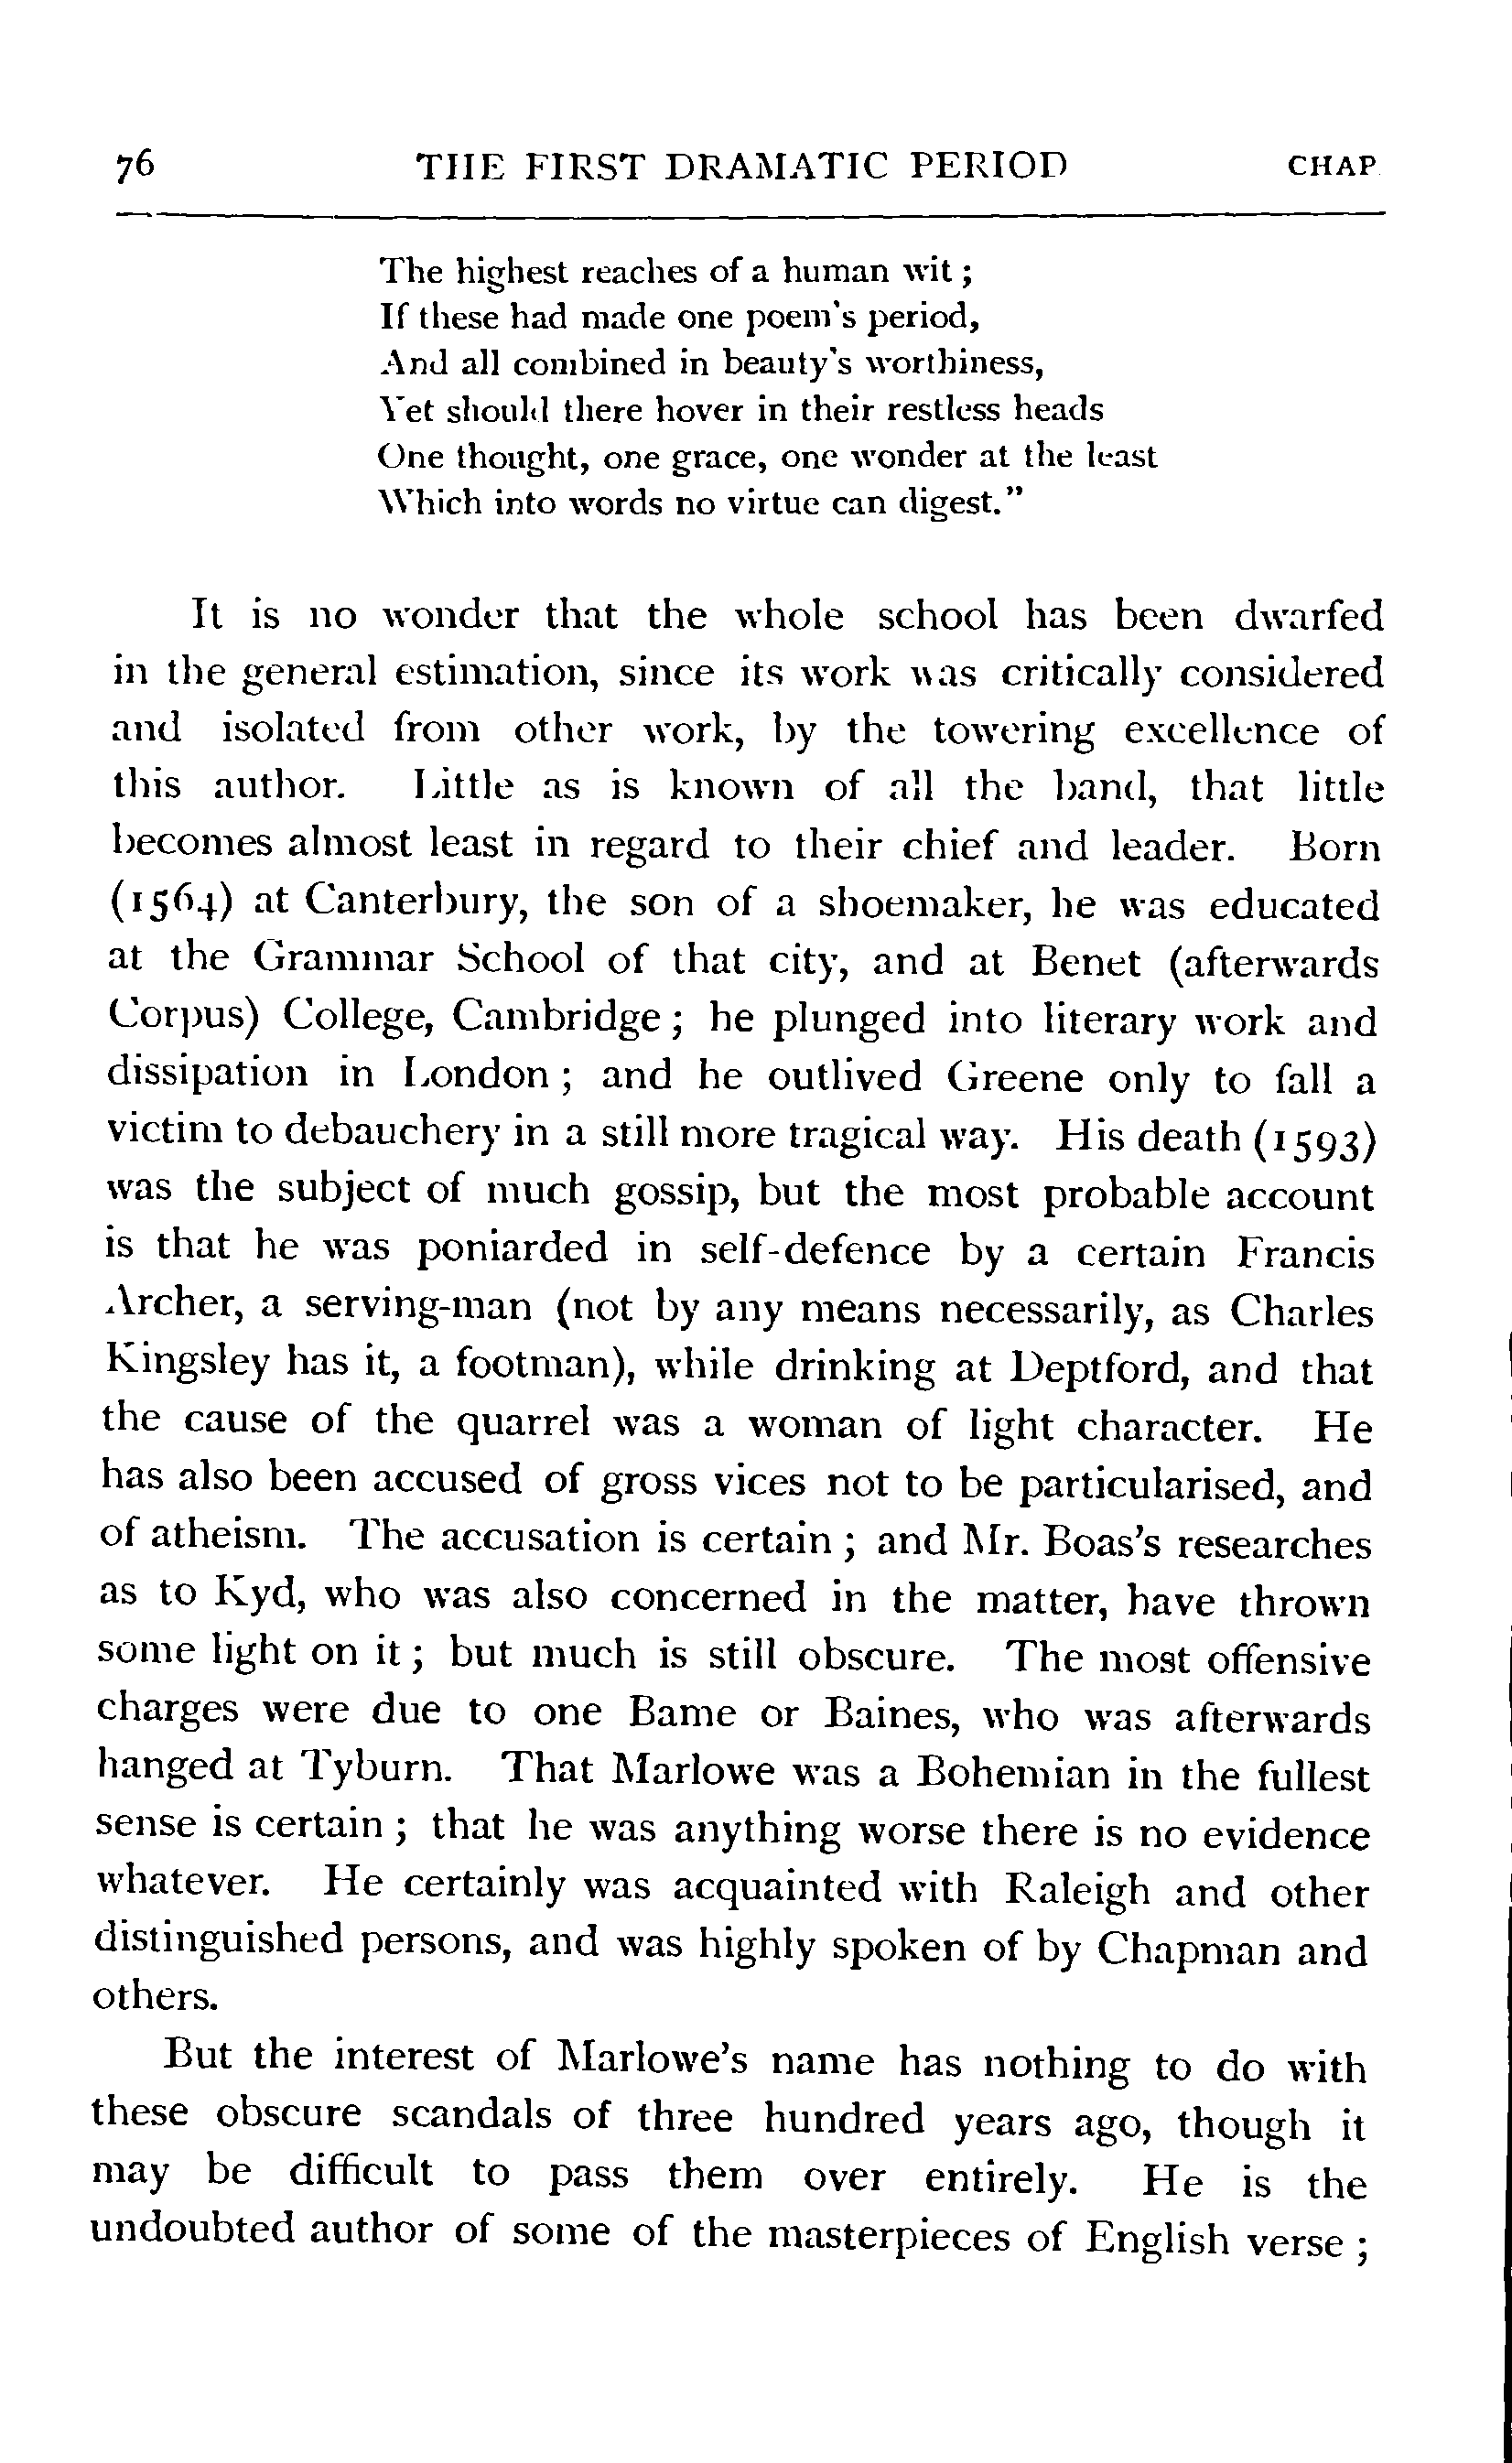 76 THE FIRST DRAMATIC PERIOD CHAP
The highest reaches of a human wit ;
If these had made one poem's period,
And all combined in beauty's worthiness,
Yet should there hover in their restless heads
One thought, one grace, one wonder at the least
Which into words no virtue can digest."
It is no wonder that the whole school has been dwarfed
in the general estimation, since its work was critically considered
and isolated from other work, by the towering excellence of
this author. Little as is known of all the band, that little
becomes almost least in regard to their chief and leader. Born
(1564) at Canterbury, the son of a shoemaker, he was educated
at the Grammar School of that city, and at Benet (afterwards
Corpus) College, Cambridge ; he plunged into literary work and
dissipation in London ; and he outlived Greene only to fall a
victim to debauchery in a still more tragical way. His death (1593)
was the subject of much gossip, but the most probable account
is that he was poniarded in self-defence by a certain Francis
Archer, a serving-man (not by any means necessarily, as Charles
Kingsley has it, a footman), while drinking at Deptford, and that
the cause of the quarrel was a woman of light character. He
has also been accused of gross vices not to be particularised, and
of atheism. The accusation is certain ; and Mr. Boas's researches
as to Kyd, who was also concerned in the matter, have thrown
some light on it ; but much is still obscure. The most offensive
charges were due to one Bame or Baines, who was afterwards
hanged at Tyburn. That Marlowe was a Bohemian in the fullest
sense is certain ; that he was anything worse there is no evidence
whatever. He certainly was acquainted with Raleigh and other
distinguished persons, and was highly spoken of by Chapman and
others.
But the interest of Marlowe's name has nothing to do with
these obscure scandals of three hundred years ago, though it
may be difficult to pass them over entirely. He is the
undoubted author of some of the masterpieces of English verse ;